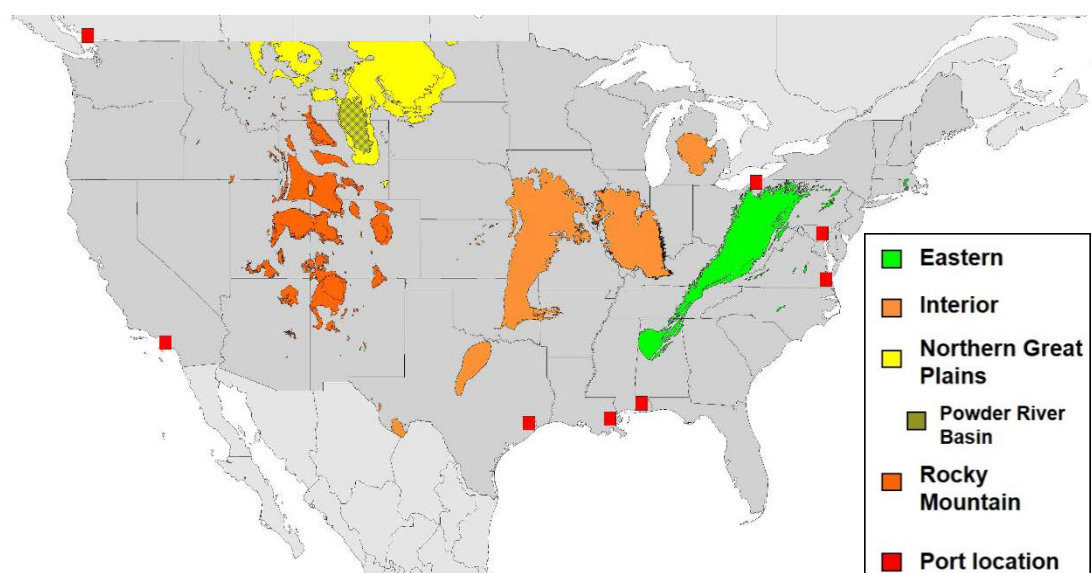 Eastern
Interior
Northern Great
Plains
Powder River
Basin
Rocky
Mountain
Port location